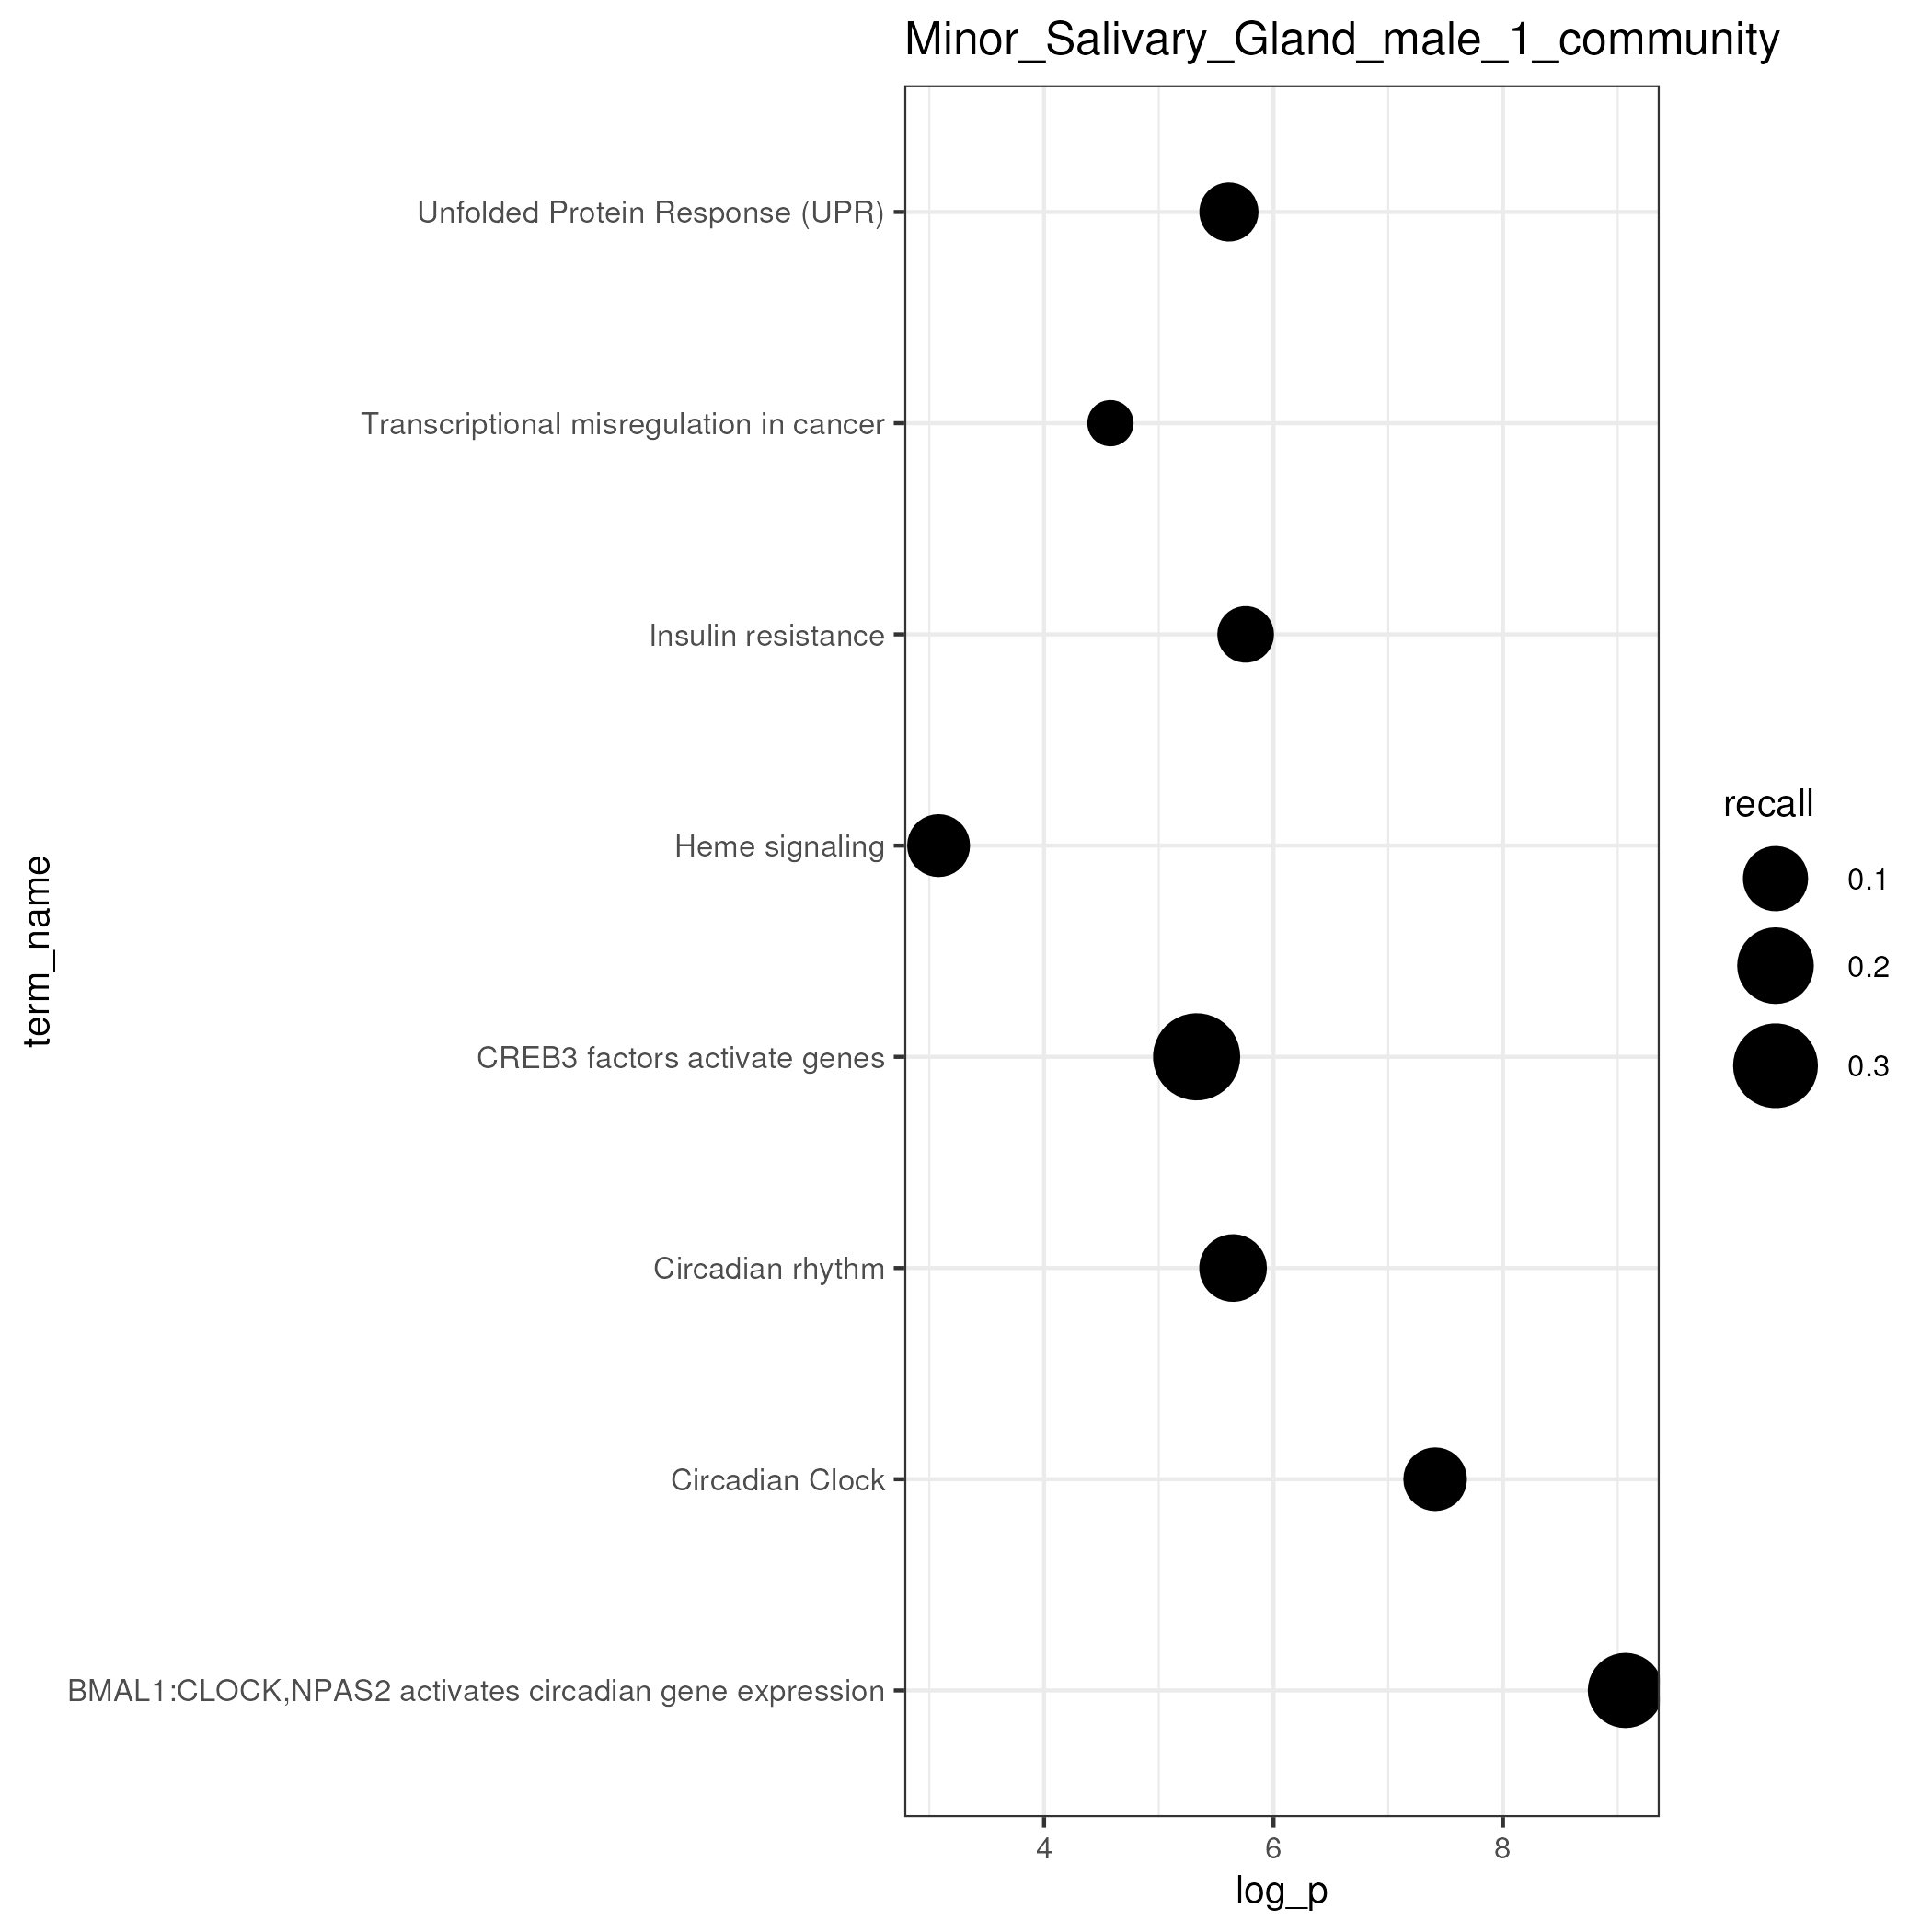 Minor_Salivary_Gland_male_1_community
term_name
Unfolded Protein Response (UPR)
Transcriptional misregulation in cancer
Insulin resistance
Heme signaling
CREB3 factors activate genes
Circadian rhythm
Circadian Clock
BMAL1:CLOCK,NPAS2 activates circadian gene expression
4 6 8
log_p
recall
0.1
0.2
0.3